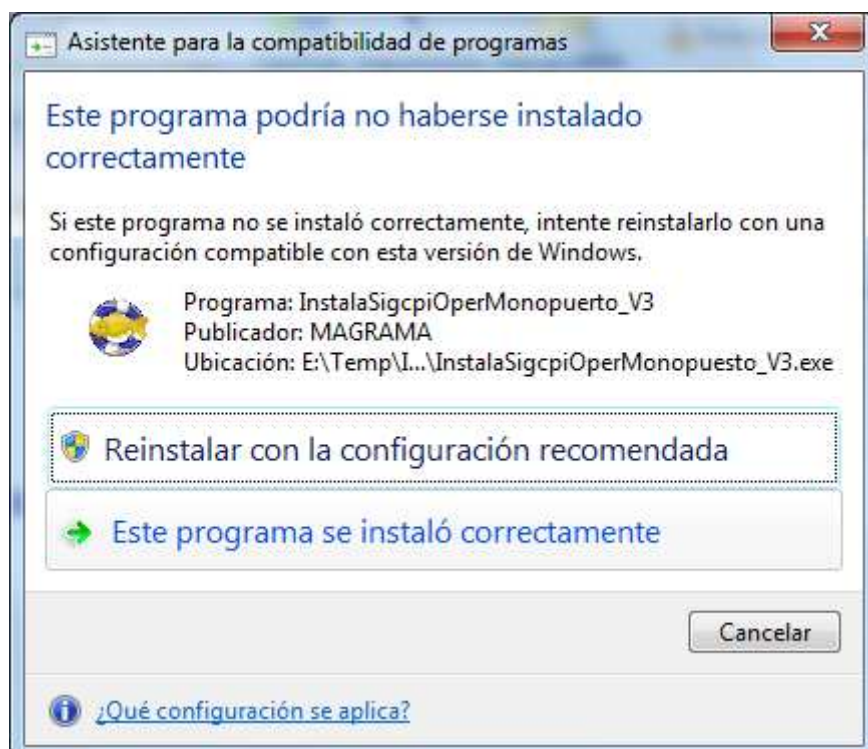 Asistente para la compatibilidad de programas
Este programa podría no haberse instalado
correctamente
Si este programa no se instaló correctamente, intente reinstalarlo con una
configuración compatible con esta versión de Windows.
Programa: InstalaSigcpiOperMonopuerto_V3
Publicador: MAGRAMA
Ubicación: E:\Temp\I...\InstalaSigcpiOperMonopuesto_V3.exe
Reinstalar con la configuración recomendada
Este programa se instaló correctamente
Cancelar
¿Qué configuración se aplica?